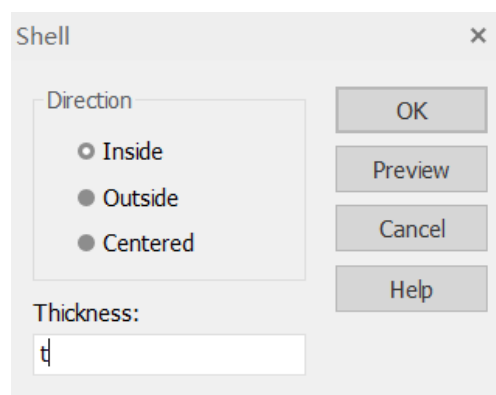 Shell
Direction
Inside
Outside
Centered
Thickness:
t
OK
Preview
Cancel
Help